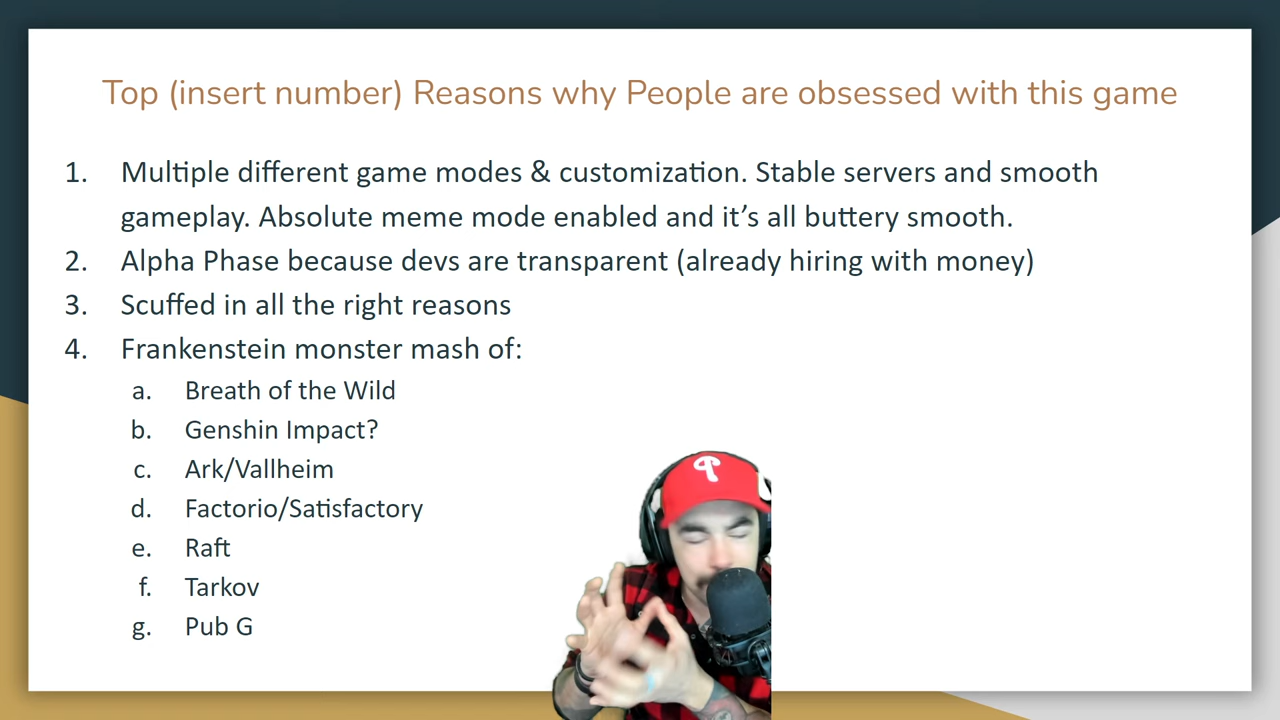 Top (insert number) Reasons why People are obsessed with this game
1. Multiple different game modes & customization. Stable servers and smooth
gameplay. Absolute meme mode enabled and it’s all buttery smooth.
2. Alpha Phase because devs are transparent (already hiring with money)
3. Scuffed in all the right reasons
4. Frankenstein monster mash of:
a. Breath of the Wild
b. Genshin Impact?
c. Ark/Vallheim
d. Factorio/Satisfactory
e. Raft
f. Tarkov
g. Pub G
P